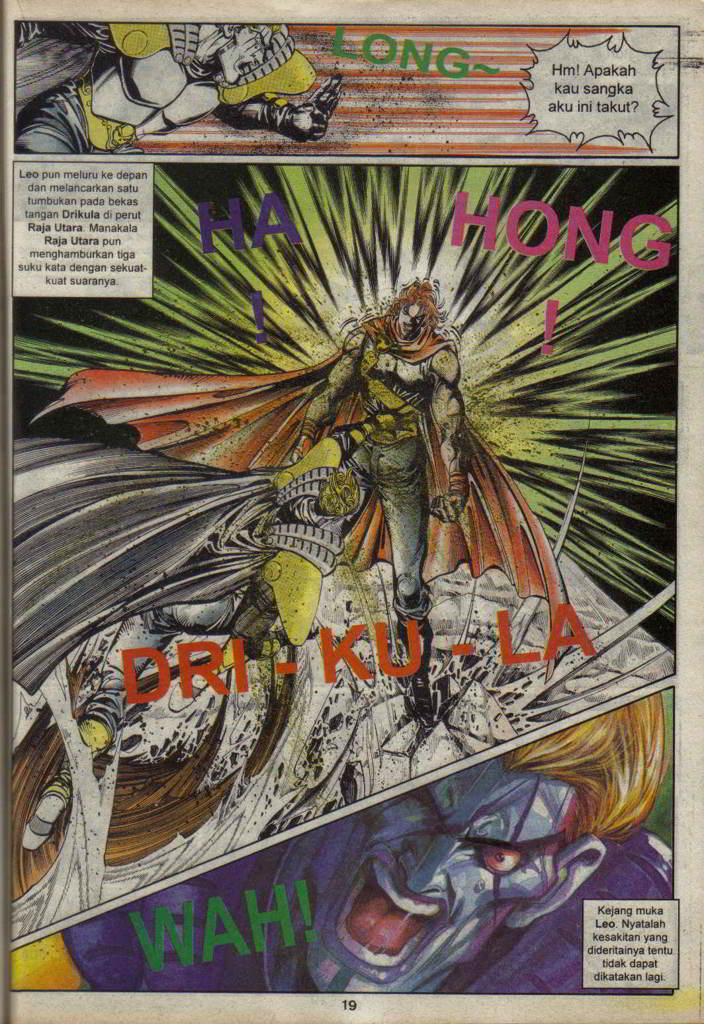 LONG~
Hm! Apakah
kau sangka
aku ini takut?
Leo pun meluru ke depan
dan melancarkan satu
tumbukan pada bekas
tangan Drikula di perut
Raja Utara. Manakala
Raja Utara pun
menghamburkan tiga
suku kata dengan sekuat-
kuat suaranya.
HA
!
HONG
!
DRI - KU - LA
WAH!
Kejang muka
Leo. Nyatalah
kesakitan yang
dideritainya tentu
tidak dapat
dikatakan lagi.
19